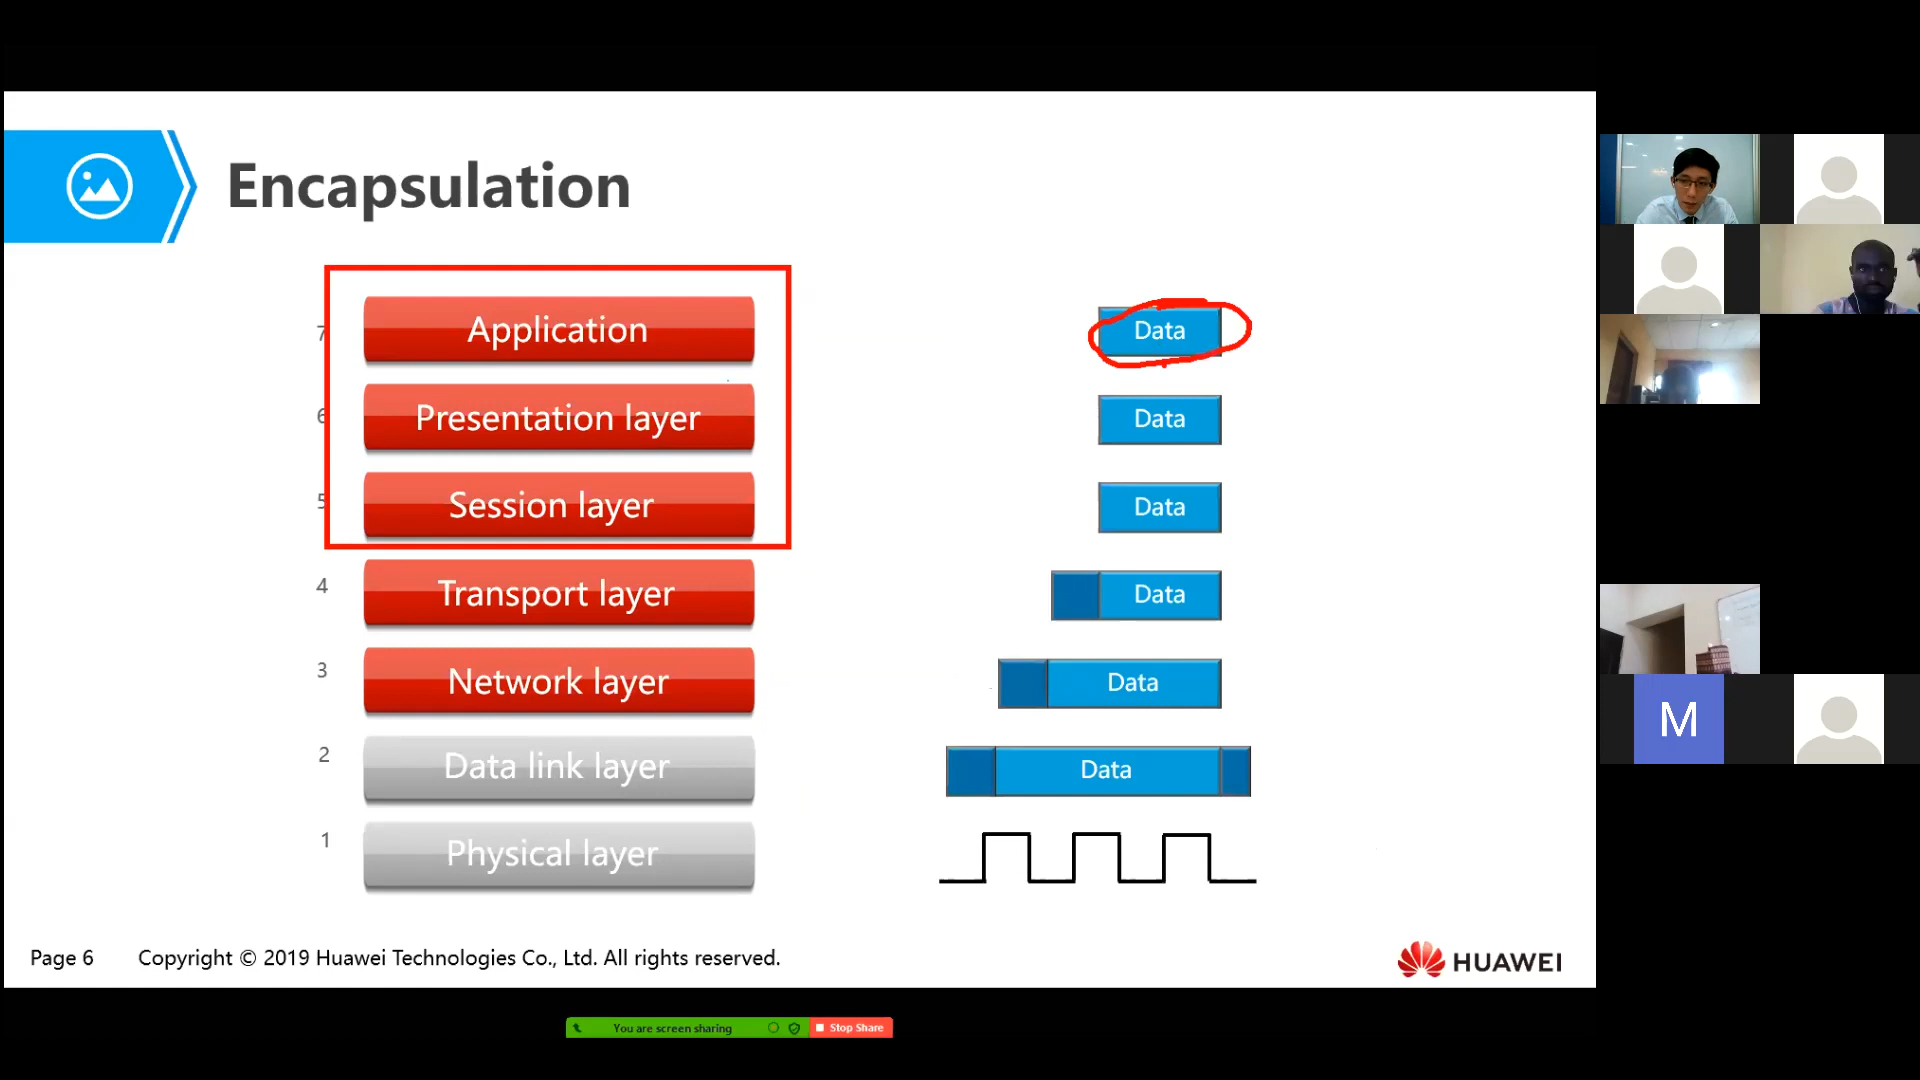 Encapsulation
7 Application Data
6 Presentation layer Data
5 Session layer Data
4 Transport layer Data
3 Network layer Data
2 Data link layer Data
1 Physical layer
Page 6 Copyright © 2019 Huawei Technologies Co., Ltd. All rights reserved.
HUAWEI
You are screen sharing Stop Share
M